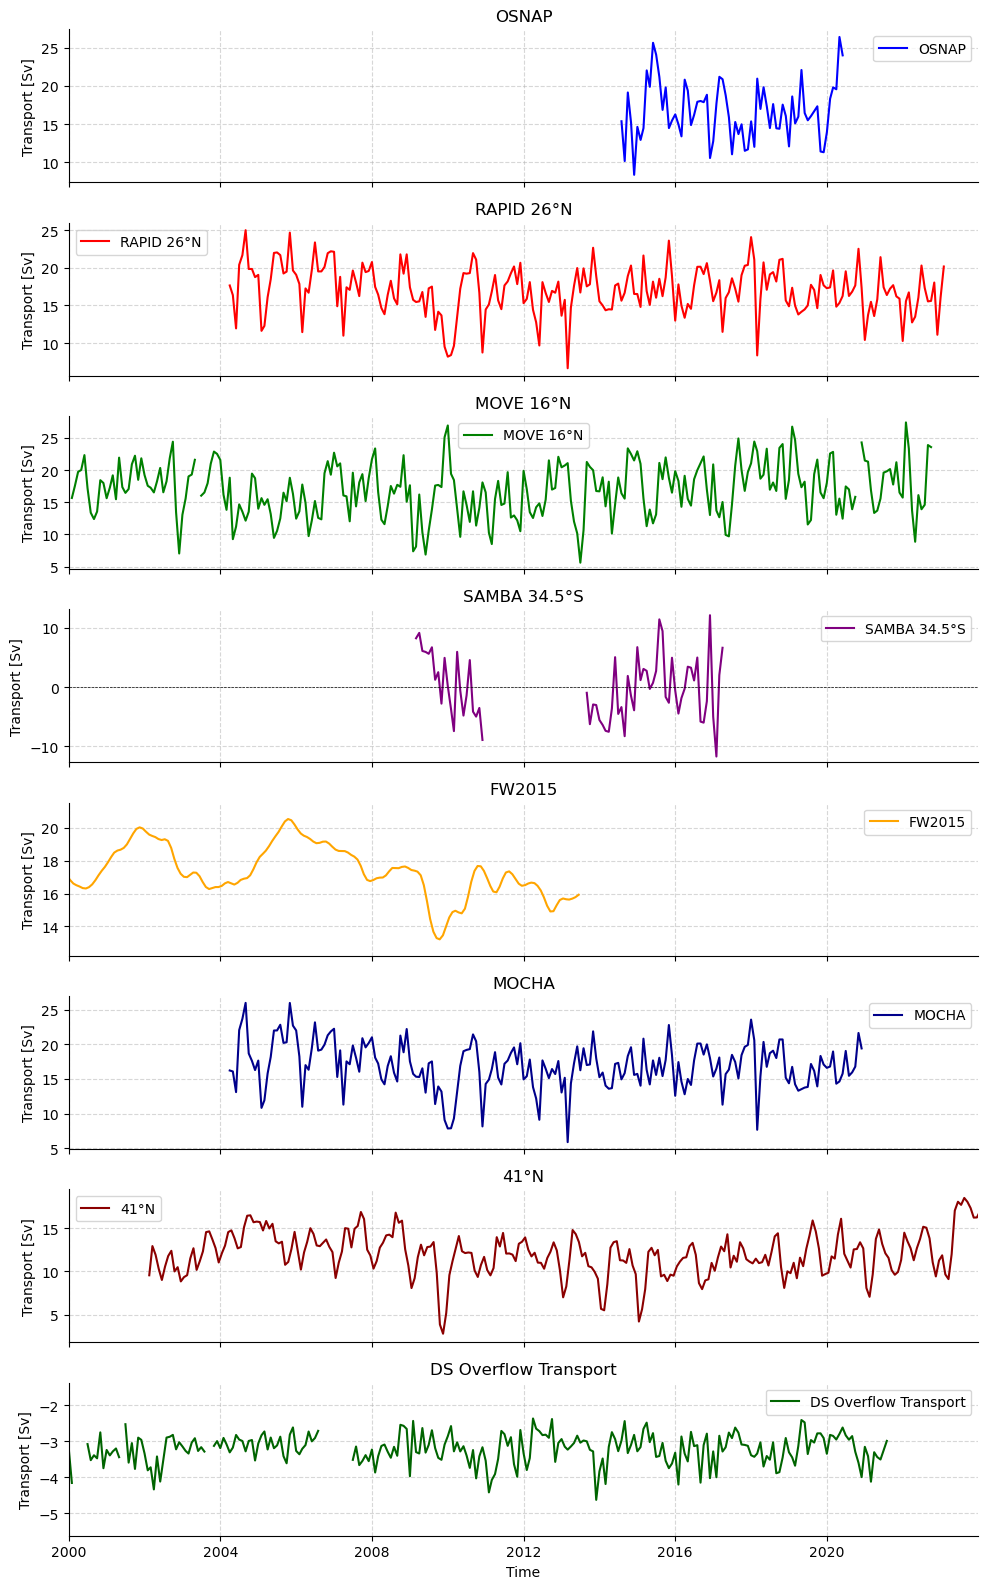 OSNAP
Transport [Sv]
25
20
15
10
OSNAP
RAPID 26°N
Transport [Sv]
25
20
15
10
RAPID 26°N
MOVE 16°N
Transport [Sv]
25
20
15
10
5
MOVE 16°N
SAMBA 34.5°S
Transport [Sv]
10
0
−10
SAMBA 34.5°S
FW2015
Transport [Sv]
20
18
16
14
FW2015
MOCHA
Transport [Sv]
25
20
15
10
5
MOCHA
41°N
Transport [Sv]
15
10
5
41°N
DS Overflow Transport
Transport [Sv]
−2
−3
−4
−5
DS Overflow Transport
2000 2004 2008 2012 2016 2020
Time